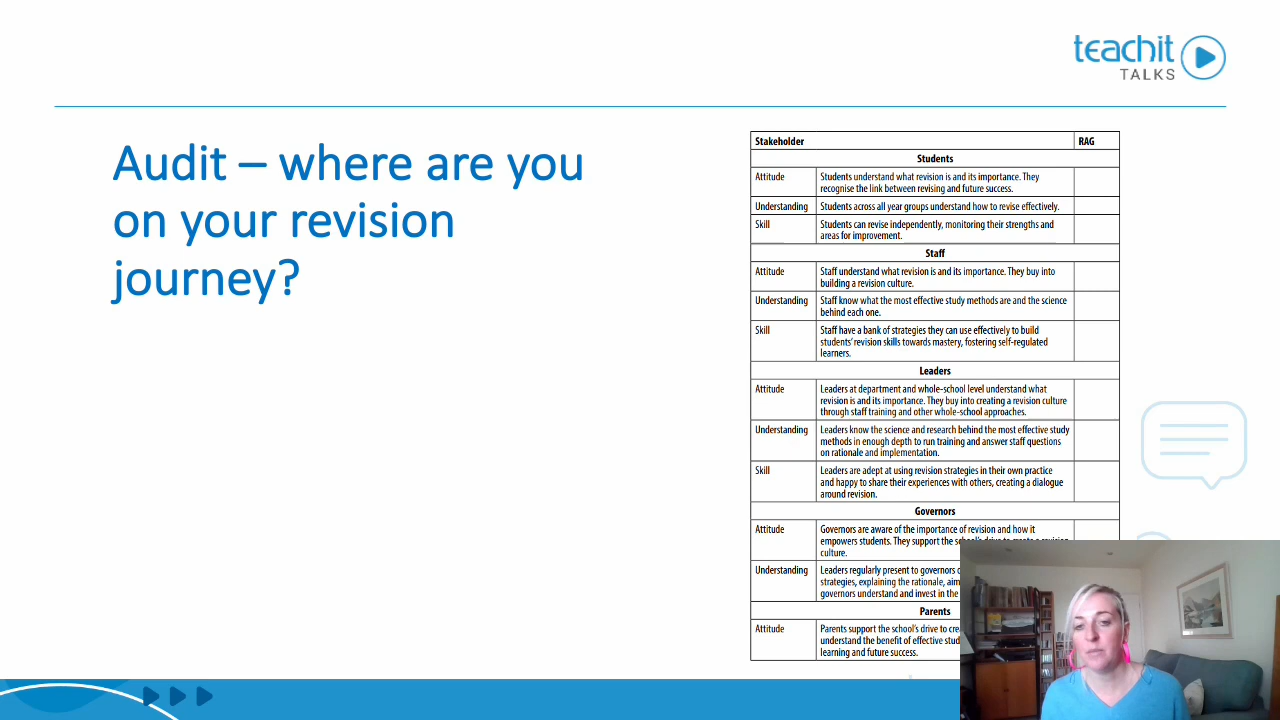 teachit
TALKS
Audit – where are you
on your revision
journey?
Stakeholder RAG
Students
Attitude Students understand what revision is and its importance. They
recognise the link between revising and future success.
Understanding Students across all year groups understand how to revise effectively.
Skill Students can revise independently, monitoring their strengths and
areas for improvement.
Staff
Attitude Staff understand what revision is and its importance. They buy into
building a revision culture.
Understanding Staff know what the most effective study methods are and the science
behind each one.
Skill Staff have a bank of strategies they can use effectively to build
students' revision skills towards mastery, fostering self-regulated
learners.
Leaders
Attitude Leaders at department and whole-school level understand what
revision is and its importance. They buy into creating a revision culture
through staff training and other whole-school approaches.
Understanding Leaders know the science and research behind the most effective study
methods in enough depth to run training and answer staff questions
on rationale and implementation.
Skill Leaders are adept at using revision strategies in their own practice
and happy to share their experiences with others, creating a dialogue
around revision.
Governors
Attitude Governors are aware of the importance of revision and how it
empowers students. They support the
culture.
Understanding Leaders regularly present to governors
strategies, explaining the rationale,
governors understand and invest in the
Parents
Attitude Parents support the school's drive to
understand the benefit of effective
learning and future success.